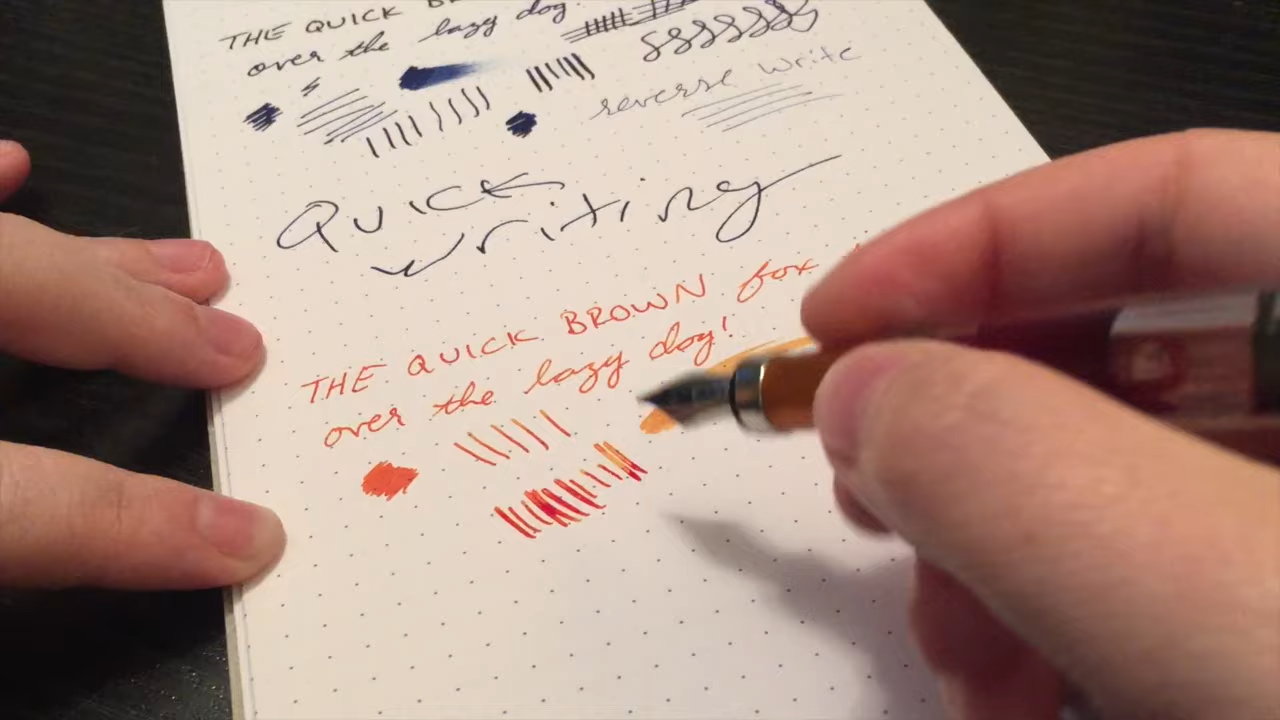 THE QUICK
over the lazy dog.
reverse write
Quick
writing
THE QUICK BROWN fox
over the lazy dog!